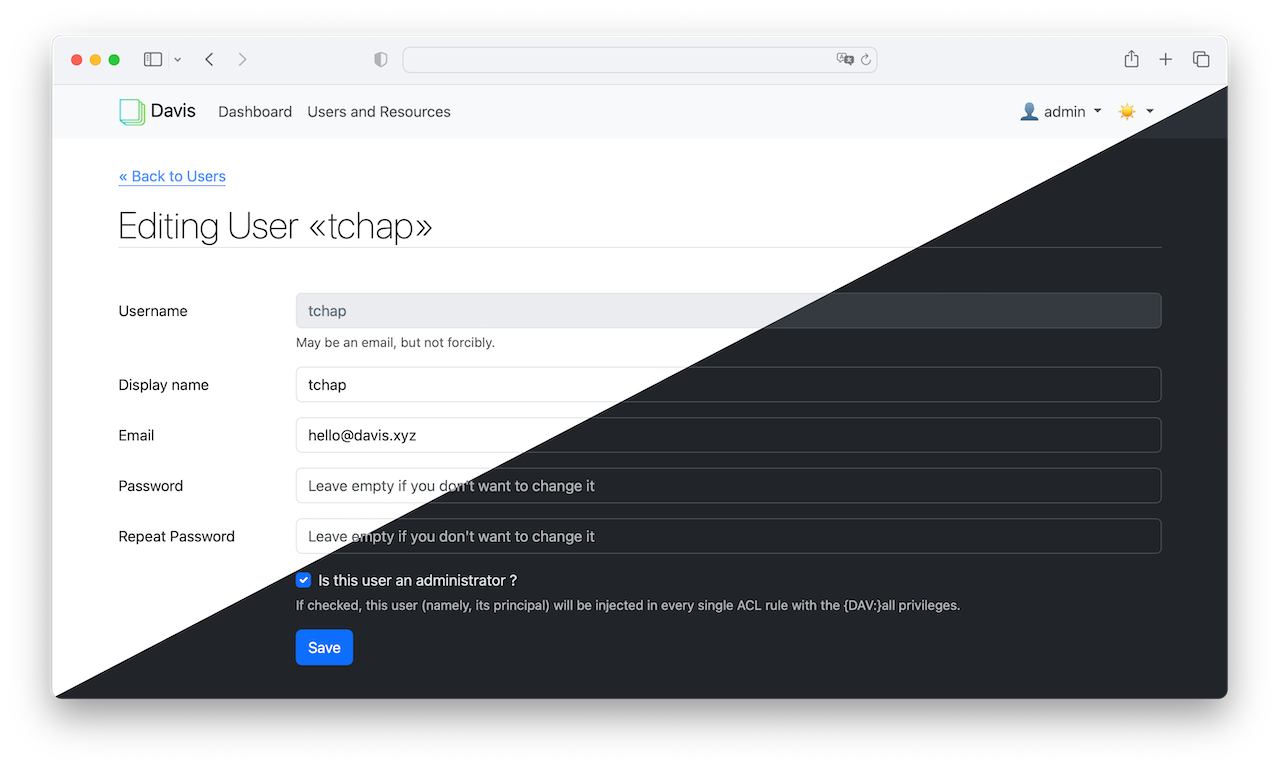 Davis Dashboard Users and Resources admin
« Back to Users
Editing User «tchap»
Username tchap
May be an email, but not forcibly.
Display name tchap
Email hello@davis.xyz
Password Leave empty if you don't want to change it
Repeat Password Leave empty if you don't want to change it
Is this user an administrator ?
If checked, this user (namely, its principal) will be injected in every single ACL rule with the {DAV:}all privileges.
Save